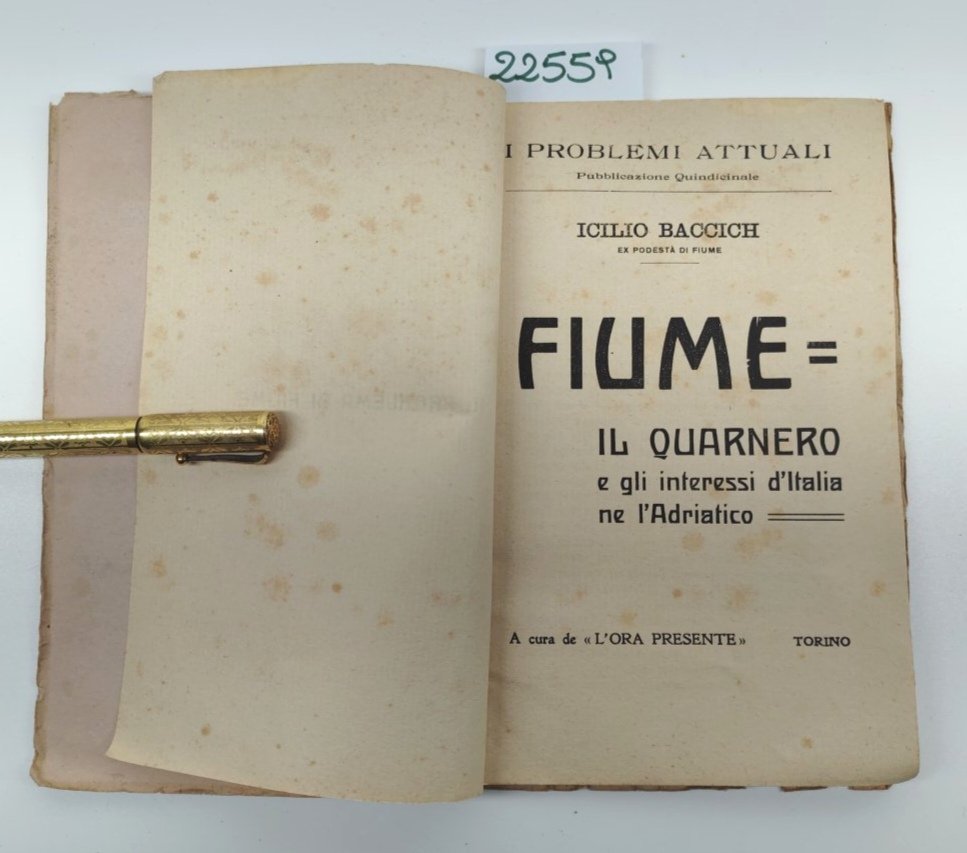 22559
I PROBLEMI ATTUALI
Pubblicazione Quindicinale
ICILIO BACCICH
EX PODESTÀ DI FIUME
FIUME =
IL QUARNERO
e gli interessi d'Italia
ne l'Adriatico
A cura de «L'ORA PRESENTE» TORINO